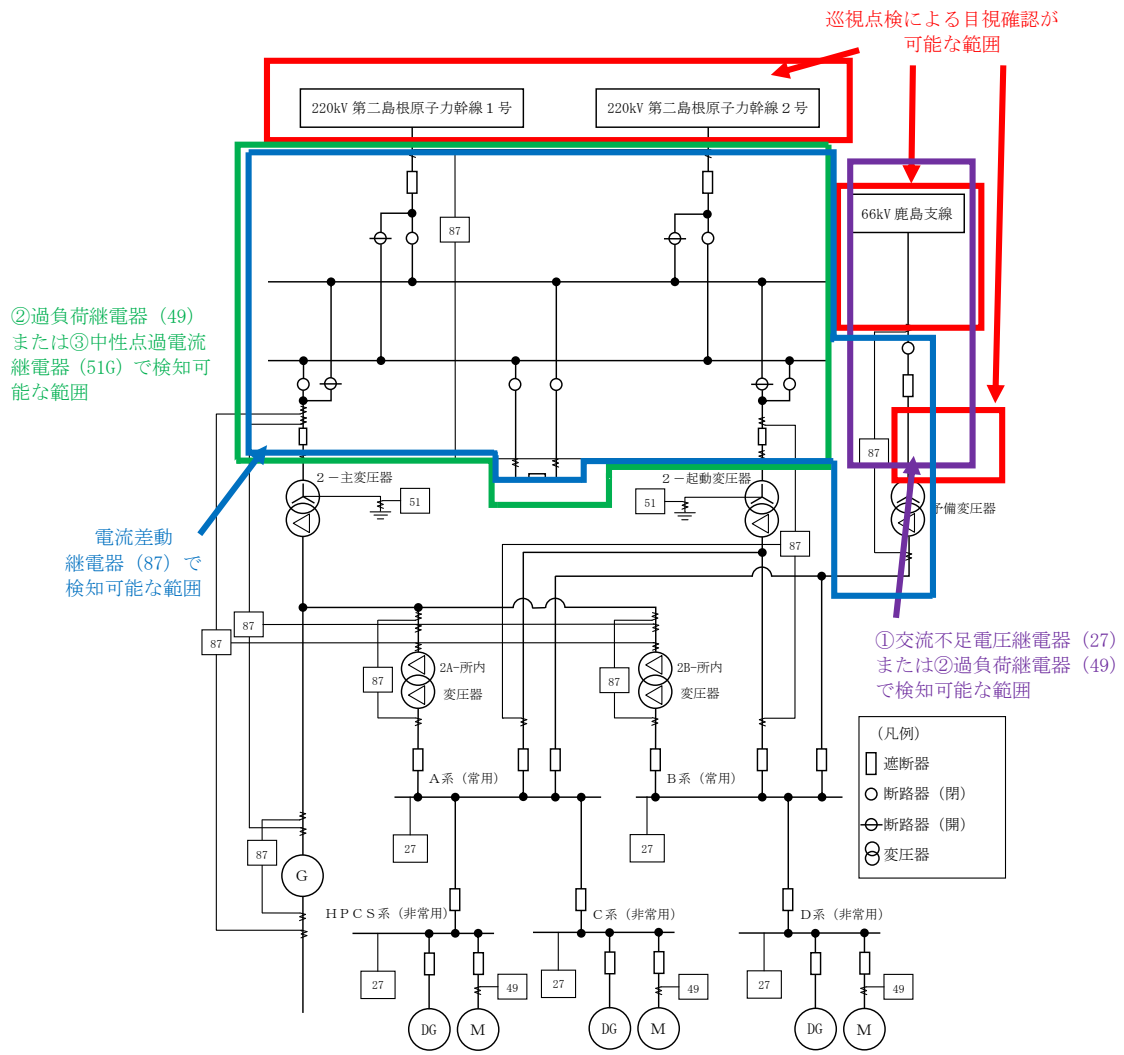 巡視点検による目視確認が
可能な範囲
220kV 第二島根原子力幹線1号
220kV 第二島根原子力幹線2号
66kV 鹿島支線
87
②過負荷継電器（49）
または③中性点過電流
継電器（51G）で検知可
能な範囲
87
2－主変圧器
2－起動変圧器
51
51
予備変圧器
電流差動
継電器（87）で
検知可能な範囲
87
87
87
①交流不足電圧継電器（27）
または②過負荷継電器（49）
で検知可能な範囲
2A-所内
変圧器
87
2B-所内
変圧器
87
（凡例）
遮断器
断路器（閉）
断路器（開）
変圧器
A系（常用）
B系（常用）
27
27
87
G
HPCS系（非常用）
C系（非常用）
D系（非常用）
27
49
27
49
27
49
DG
M
DG
M
DG
M